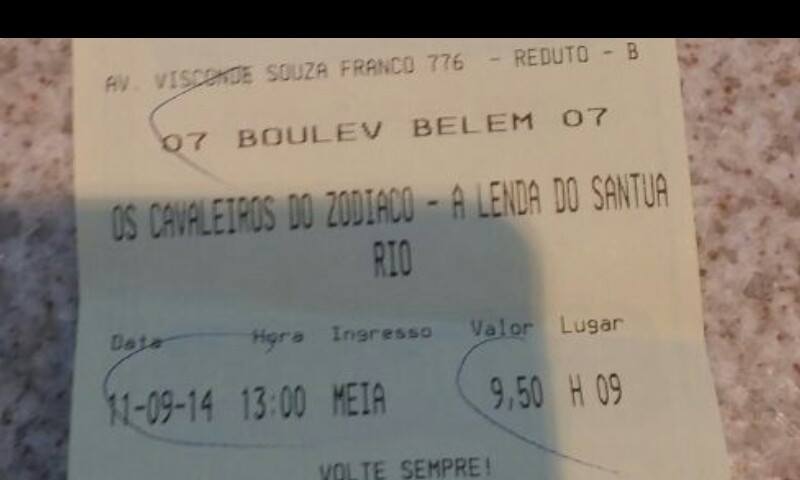 AV. VISCONDE SOUZA FRANCO 776 - REDUTO - B
07 BOULEV BELEM 07
OS CAVALEIROS DO ZODIACO - A LENDA DO SANTUA
RIO
Data Hora Ingresso Valor Lugar
11-09-14 13:00 MEIA 9,50 H 09
VOLTE SEMPRE!